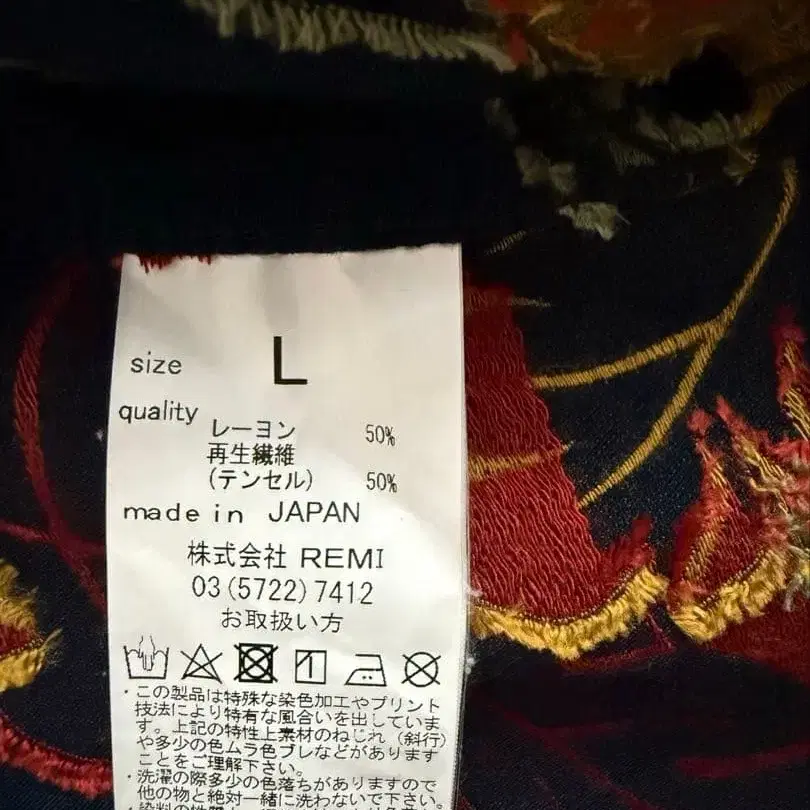 size L
quality
レーヨン 50%
再生繊維
(テンセル) 50%
made in JAPAN
株式会社 REMI
03(5722)7412
お取扱い方
・この製品は特殊な染色加工やプリント
技法により特有な風合いを出していま
す。上記の特性上素材のねじれ(斜行)
や多少の色ムラ色ブレなどがあります
ことをご理解下さい。
・洗濯の際多少の色落ちがありますので
他の物と絶対一緒に洗わないで下さい。